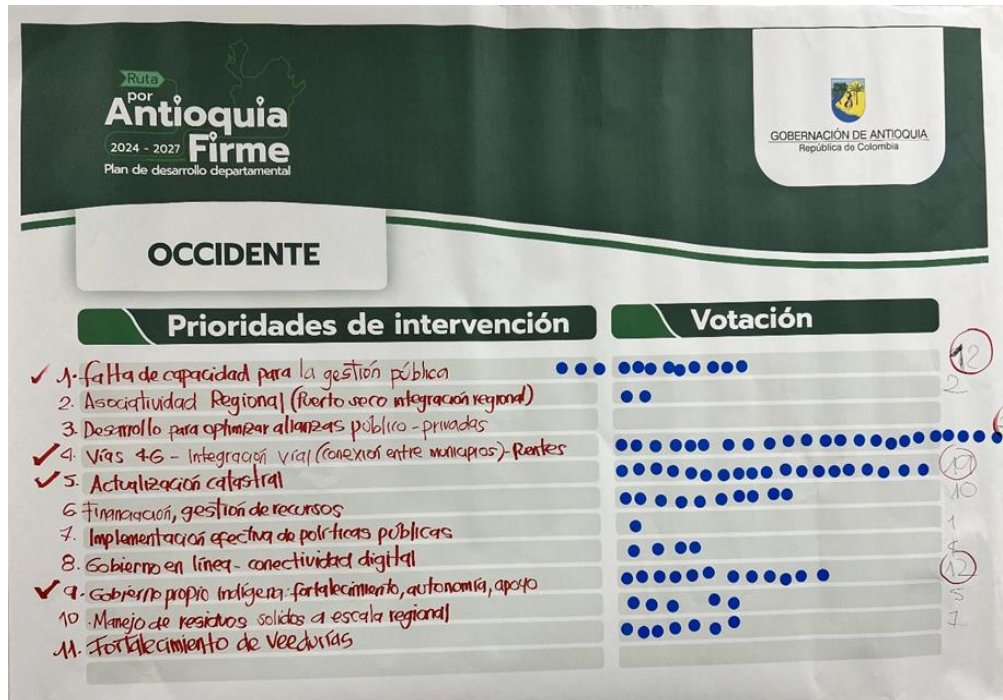 Ruta
por
Antioquia
2024 - 2027 Firme
Plan de desarrollo departamental
GOBERNACIÓN DE ANTIOQUIA
República de Colombia
OCCIDENTE
Prioridades de intervención
Votación
1. falta de capacidad para la gestión pública 12
2. Asociatividad Regional (Puerto seco integración regional) 2
3. Desarrollo para optimizar alianzas público - privadas
4. Vías 4G - Integración vial (conexión entre municipios) -
5. Actualización catastral 19
6 Financiación, gestión de recursos 10
7. Implementación efectiva de políticas públicas 1
8. Gobierno en línea - conectividad digital 4
9. Gobierno propio indígena: fortalecimiento, autonomía, apoyo 12
10. Manejo de residuos solidos a escala regional 5
11. Fortalecimiento de veedurías 7